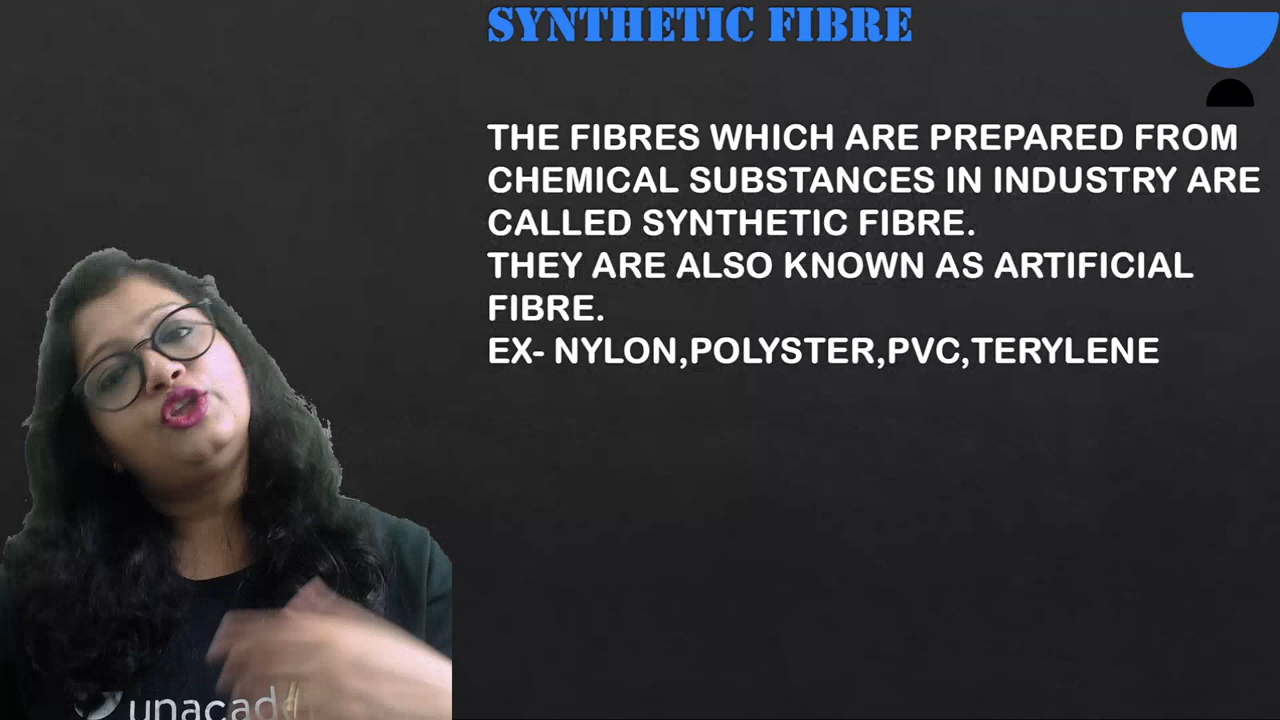 SYNTHETIC FIBRE
THE FIBRES WHICH ARE PREPARED FROM
CHEMICAL SUBSTANCES IN INDUSTRY ARE
CALLED SYNTHETIC FIBRE.
THEY ARE ALSO KNOWN AS ARTIFICIAL
FIBRE.
EX- NYLON,POLYSTER,PVC,TERYLENE
unacad